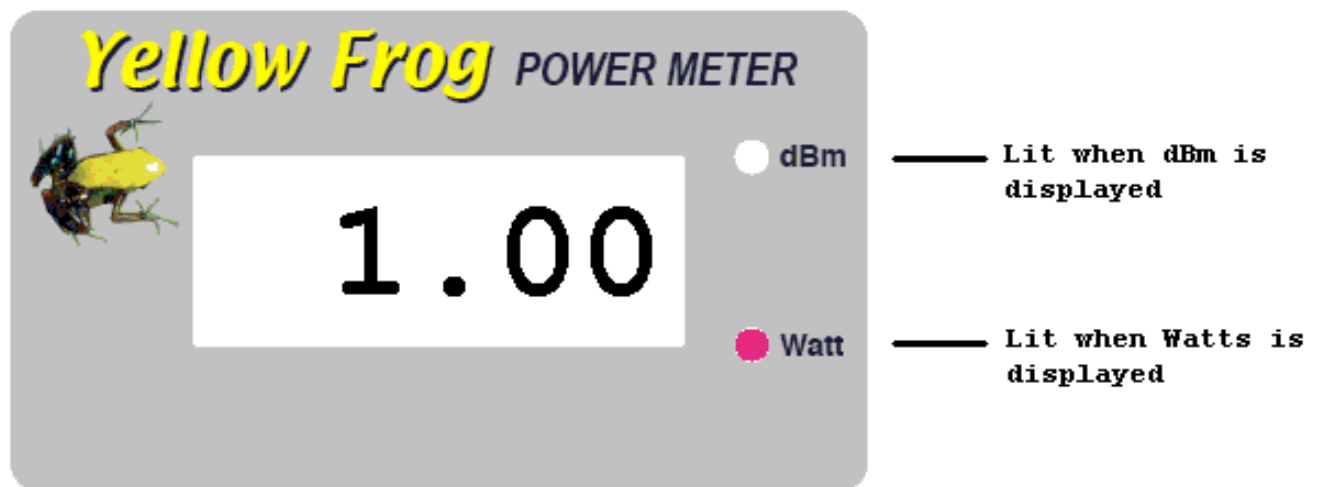 Yellow Frog POWER METER
dBm
Lit when dBm is
displayed
1.00
Watt
Lit when Watts is
displayed